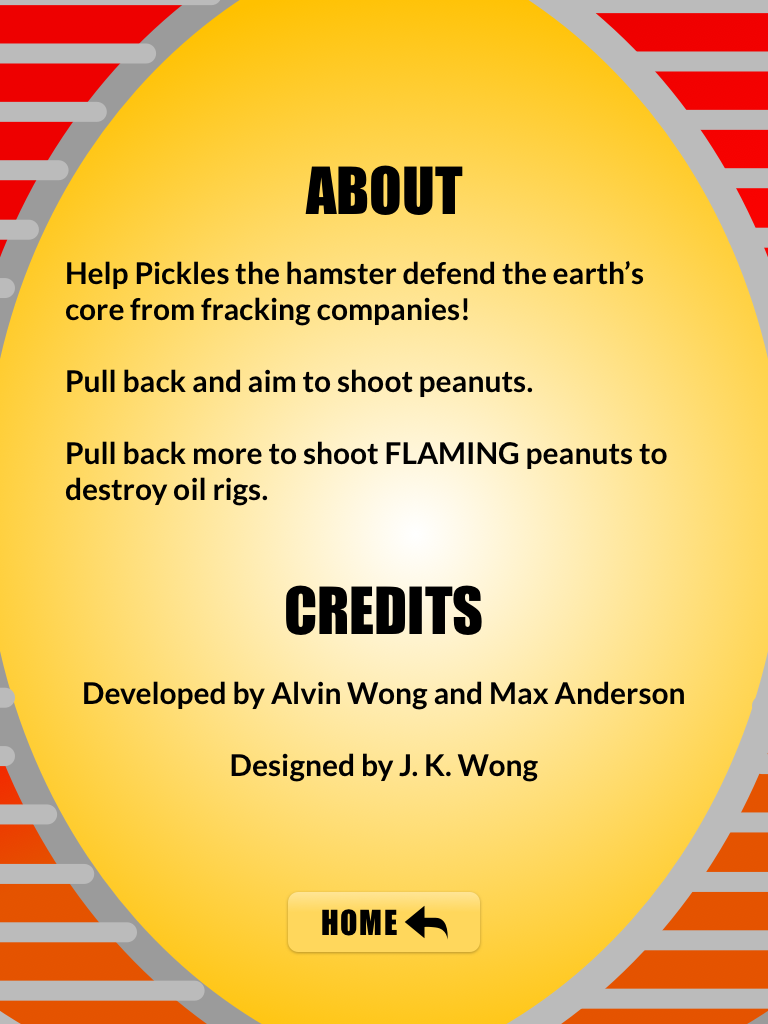 ABOUT
Help Pickles the hamster defend the earth’s
core from fracking companies!
Pull back and aim to shoot peanuts.
Pull back more to shoot FLAMING peanuts to
destroy oil rigs.
CREDITS
Developed by Alvin Wong and Max Anderson
Designed by J. K. Wong
HOME